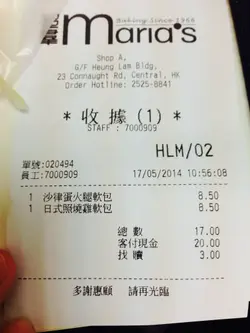 maria's
Baking Since 1966
Shop A,
G/F Heung Lam Bldg,
23 Connaught Rd, Central, HK
Order Hotline: 2525-8841
* 收據 (1) *
STAFF : 7000909
HLM/02
單號:020494
員工:7000909 17/05/2014 10:56:08
1 沙律蛋火腿軟包 8.50
1 日式照燒雞軟包 8.50
總數 17.00
客付現金 20.00
找贖 3.00
多謝惠顧 請再光臨